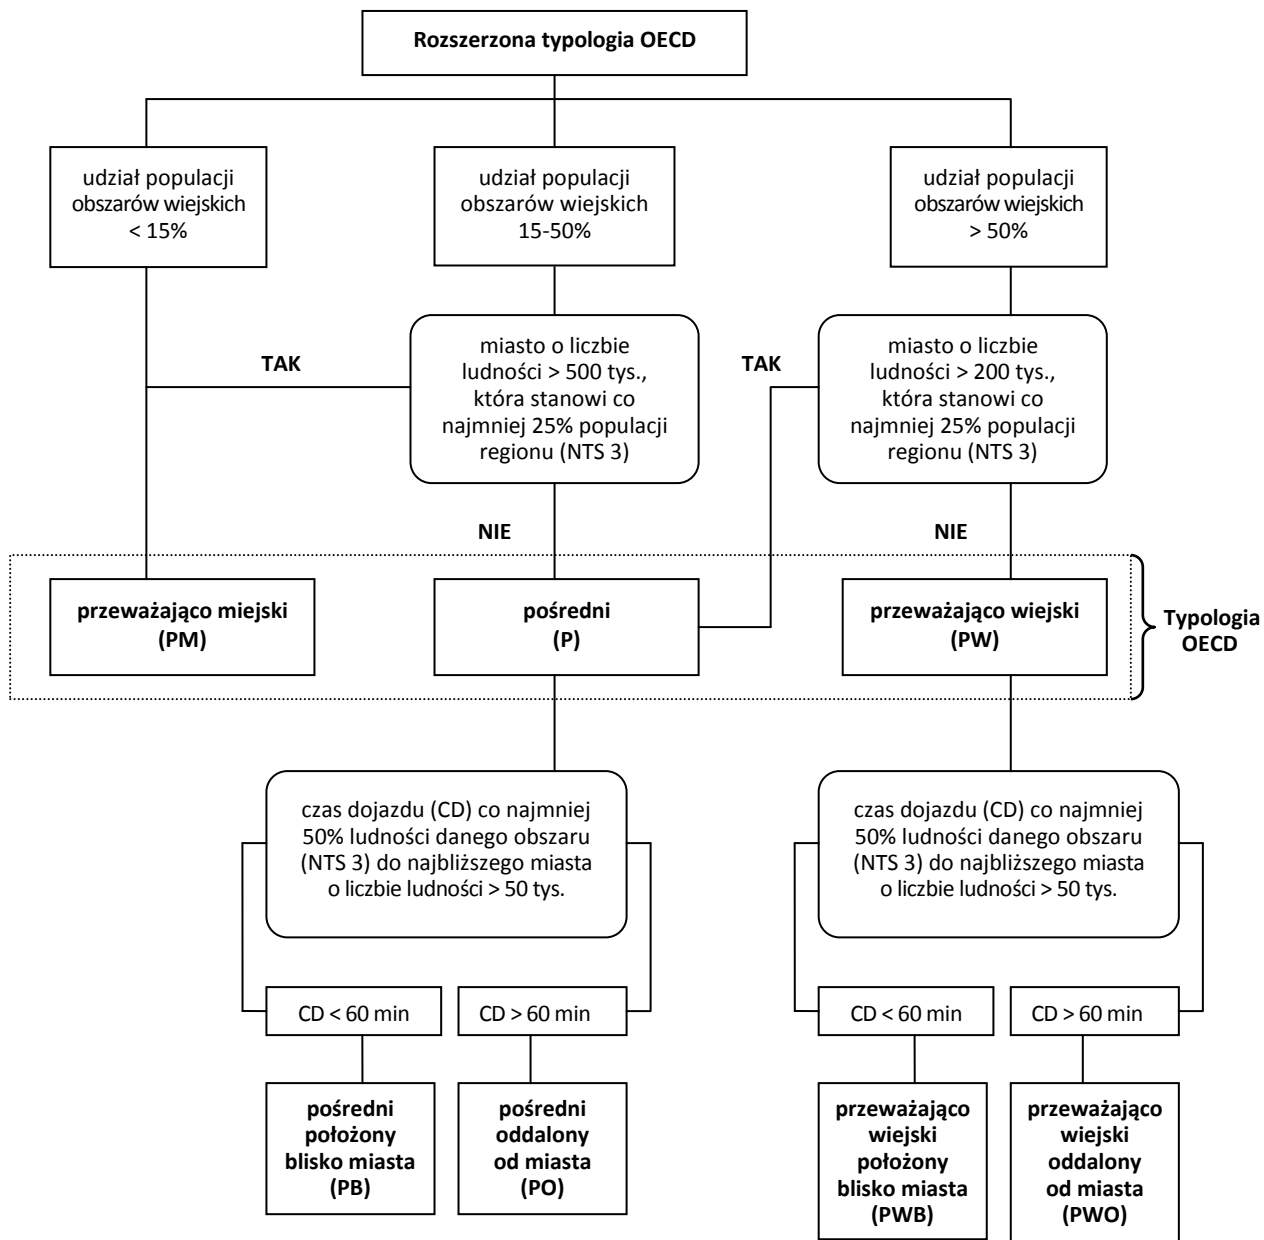 Rozszerzona typologia OECD
udział populacji
obszarów wiejskich
< 15%
udział populacji
obszarów wiejskich
15-50%
udział populacji
obszarów wiejskich
> 50%
TAK
miasto o liczbie
ludności > 500 tys.,
która stanowi co
najmniej 25% populacji
regionu (NTS 3)
TAK
miasto o liczbie
ludności > 200 tys.,
która stanowi co
najmniej 25% populacji
regionu (NTS 3)
NIE
NIE
przeważająco miejski
(PM)
pośredni
(P)
przeważająco wiejski
(PW)
Typologia
OECD
czas dojazdu (CD) co najmniej
50% ludności danego obszaru
(NTS 3) do najbliższego miasta
o liczbie ludności > 50 tys.
czas dojazdu (CD) co najmniej
50% ludności danego obszaru
(NTS 3) do najbliższego miasta
o liczbie ludności > 50 tys.
CD < 60 min
CD > 60 min
CD < 60 min
CD > 60 min
pośredni
położony
blisko miasta
(PB)
pośredni
oddalony
od miasta
(PO)
przeważająco
wiejski
położony
blisko miasta
(PWB)
przeważająco
wiejski
oddalony
od miasta
(PWO)